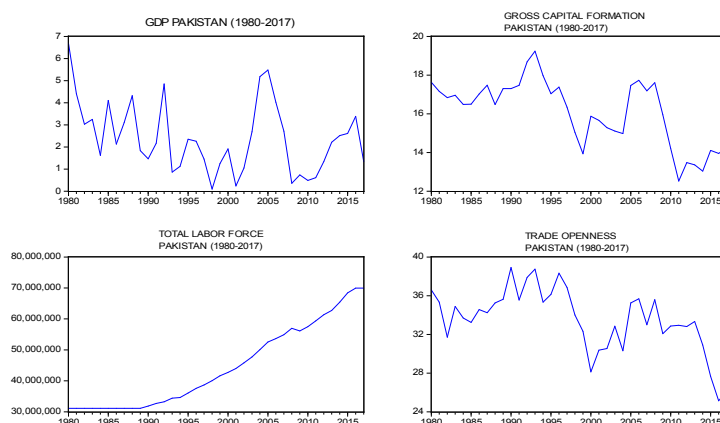 GDP PAKISTAN (1980-2017)
7
6
5
4
3
2
1
0
1980 1985 1990 1995 2000 2005 2010 2015
GROSS CAPITAL FORMATION
PAKISTAN (1980-2017)
20
18
16
14
12
1980 1985 1990 1995 2000 2005 2010 2015
TOTAL LABOR FORCE
PAKISTAN (1980-2017)
80,000,000
70,000,000
60,000,000
50,000,000
40,000,000
30,000,000
1980 1985 1990 1995 2000 2005 2010 2015
TRADE OPENNESS
PAKISTAN (1980-2017)
40
36
32
28
24
1980 1985 1990 1995 2000 2005 2010 2015